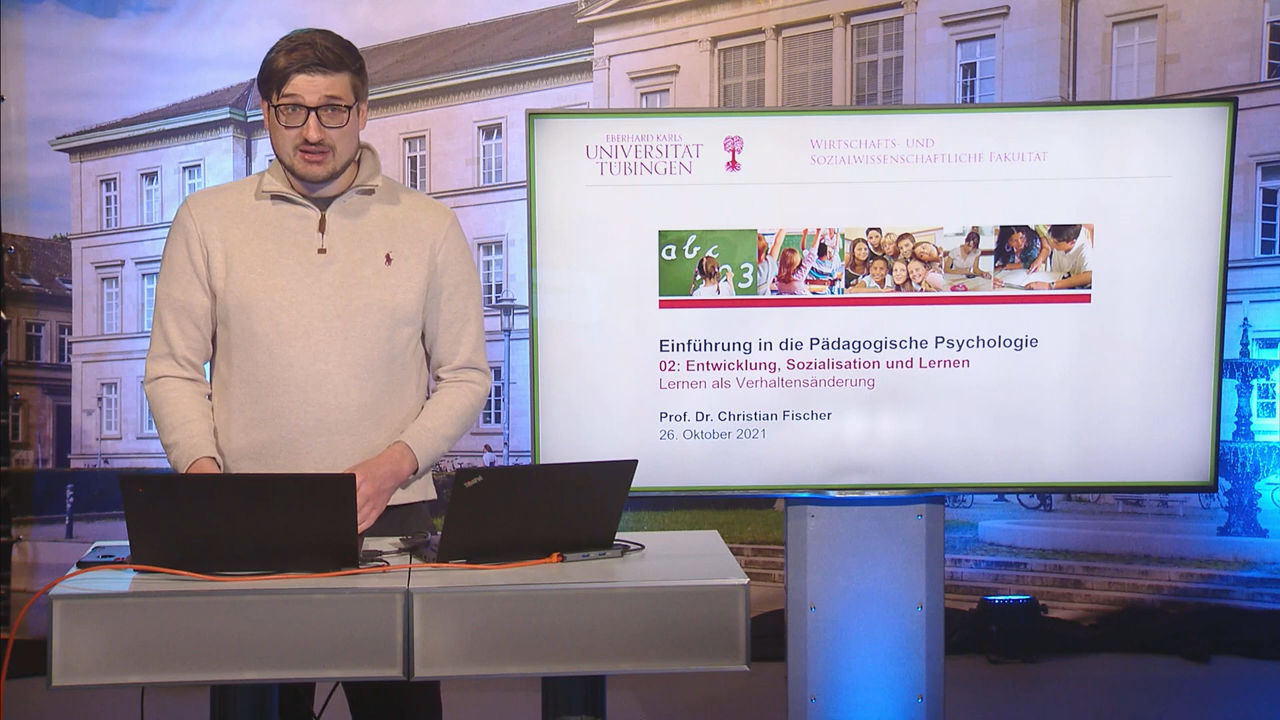 EBERHARD KARLS
UNIVERSITÄT
TÜBINGEN
WIRTSCHAFTS- UND
SOZIALWISSENSCHAFTLICHE FAKULTÄT
abc
3
Einführung in die Pädagogische Psychologie
02: Entwicklung, Sozialisation und Lernen
Lernen als Verhaltensänderung
Prof. Dr. Christian Fischer
26. Oktober 2021
ThinkPad